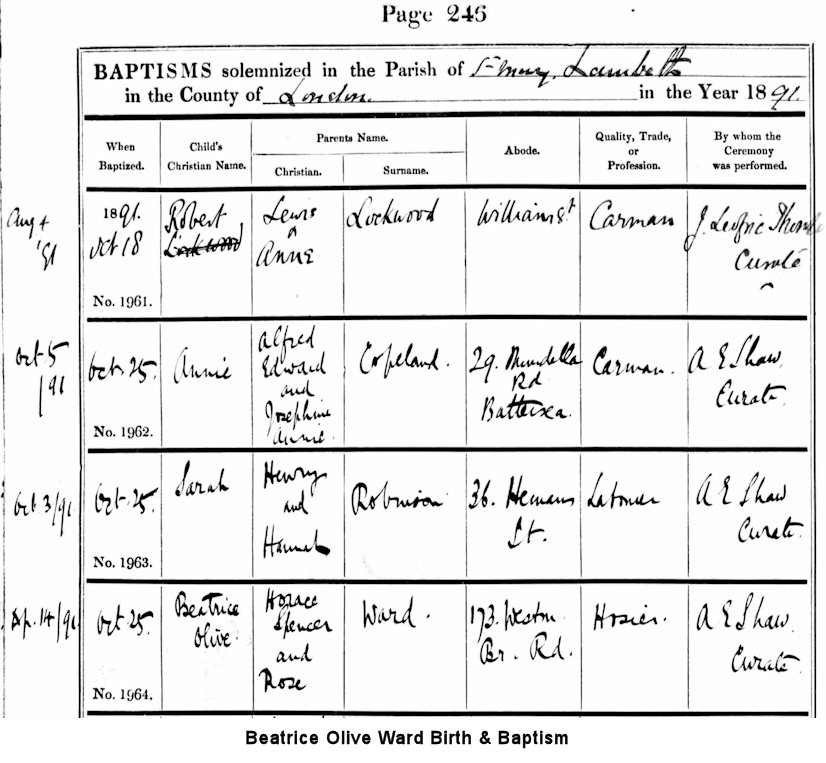 Page 246
BAPTISMS solemnized in the Parish of St Mary, Lambeth
in the County of London. in the Year 1891.
When Baptized.
Child's Christian Name.
Parents Name.
Christian.
Surname.
Abode.
Quality, Trade, or Profession.
By whom the Ceremony was performed.
Aug 4 '91
1891. Oct 18
No. 1961.
Robert Lockwood
Lewis & Annie
Lockwood
William St
Carman
J. Leofric
Curate
Oct 5 /91
Oct. 25.
No. 1962.
Annie
Alfred Edward and Josephine Annie
Copeland.
29. Mundella Rd Battersea.
Carman.
A E Shaw, Curate.
Oct 3/91
Oct. 25.
No. 1963.
Sarah
Henry and Hannah
Robinson
36. Hemans St.
Labourer
A E Shaw Curate.
Sep. 14/91
Oct. 25.
No. 1964.
Beatrice Olive.
Horace Spencer and Rose
Ward.
173. Westm. Br. Rd.
Hosier.
A E Shaw. Curate.
Beatrice Olive Ward Birth & Baptism